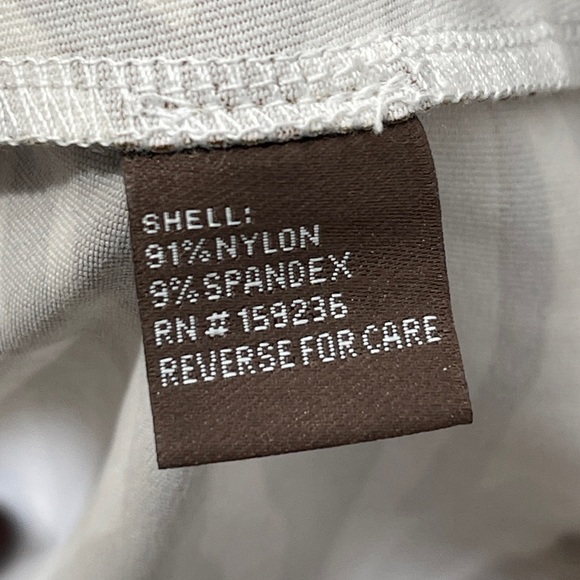 SHELL:
91% NYLON
9% SPANDEX
RN # 159236
REVERSE FOR CARE